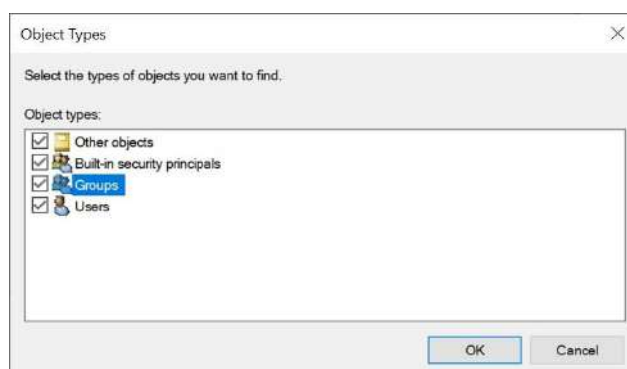 Object Types
Select the types of objects you want to find.
Object types:
Other objects
Built-in security principals
Groups
Users
OK
Cancel